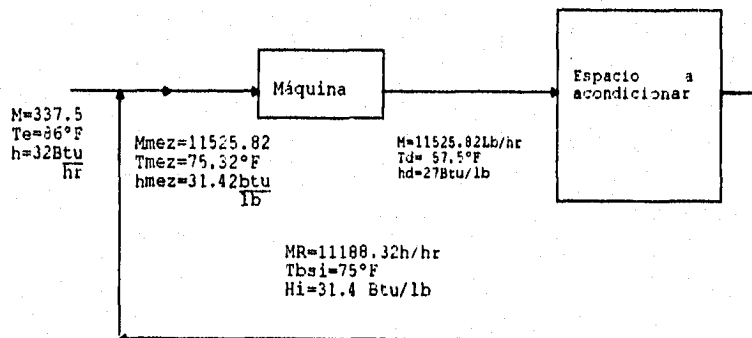 Máquina
Espacio a
acondicionar
M=337.5
Te=86°F
h=32Btu
hr
Mmez=11525.82
Tmez=75.32°F
hmez=31.42btu
lb
M=11525.82Lb/hr
Td= 57.5°F
hd=27Btu/lb
MR=11188.32h/hr
Tbsi=75°F
Hi=31.4 Btu/lb